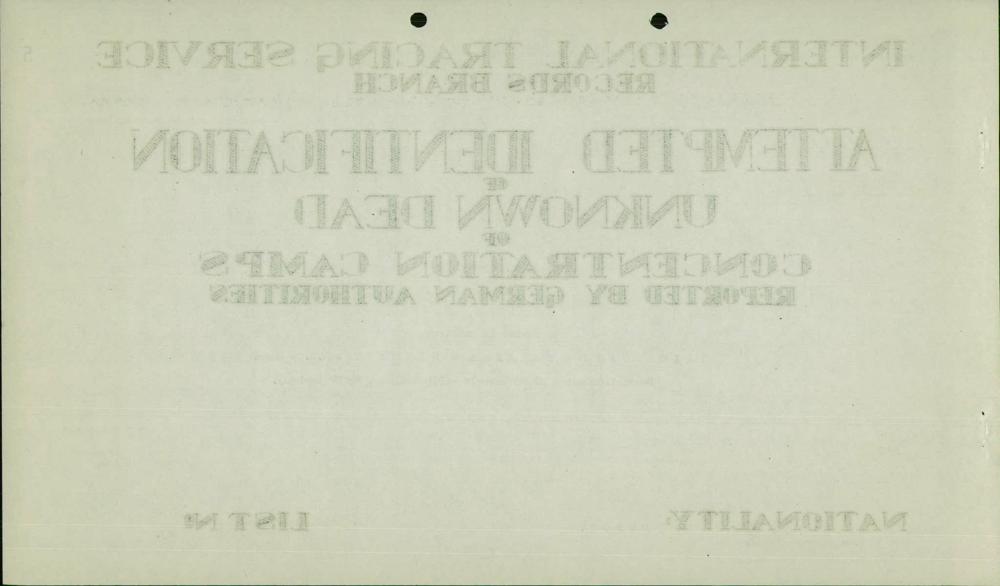 INTERNATIONAL TRACING SERVICE
RECORDS BRANCH
ATTEMPTED IDENTIFICATION
OF
UNKNOWN DEAD
OF
CONCENTRATION CAMPS
REPORTED BY GERMAN AUTHORITIES
NATIONALITY: LIST Nº